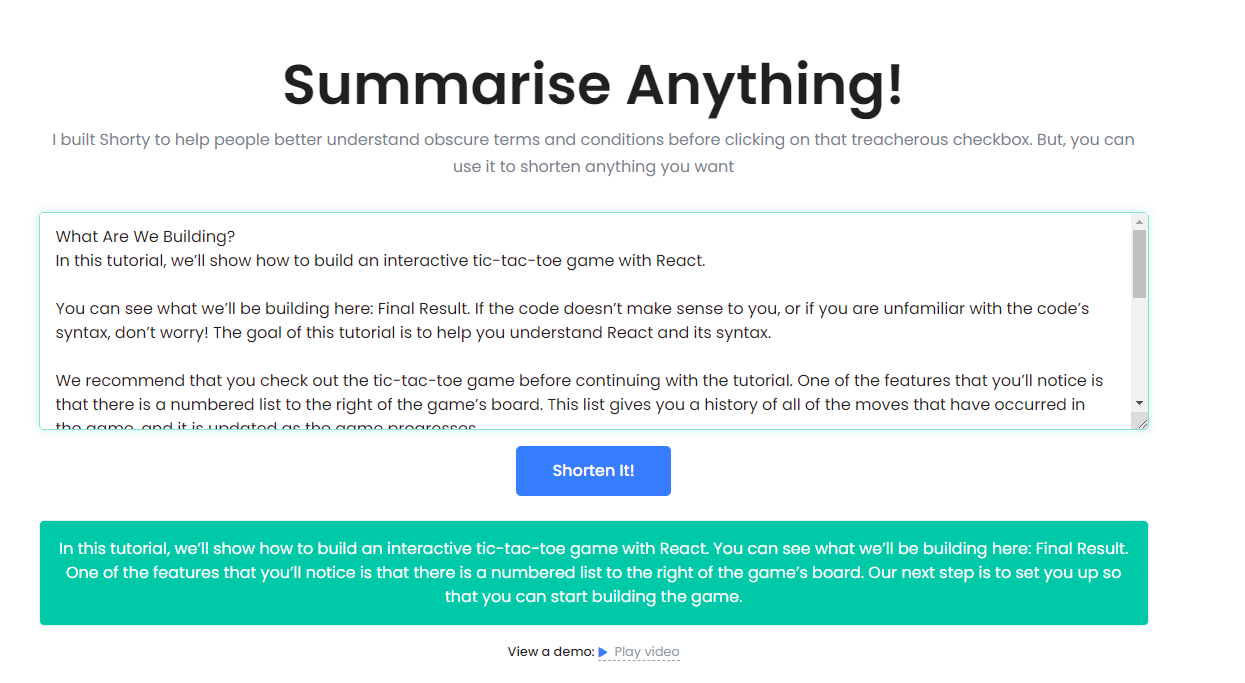 Summarise Anything!
I built Shorty to help people better understand obscure terms and conditions before clicking on that treacherous checkbox. But, you can
use it to shorten anything you want
What Are We Building?
In this tutorial, we’ll show how to build an interactive tic-tac-toe game with React.
You can see what we’ll be building here: Final Result. If the code doesn’t make sense to you, or if you are unfamiliar with the code’s
syntax, don’t worry! The goal of this tutorial is to help you understand React and its syntax.
We recommend that you check out the tic-tac-toe game before continuing with the tutorial. One of the features that you’ll notice is
that there is a numbered list to the right of the game’s board. This list gives you a history of all of the moves that have occurred in
the game, and it is updated as the game progresses.
Shorten It!
In this tutorial, we’ll show how to build an interactive tic-tac-toe game with React. You can see what we’ll be building here: Final Result.
One of the features that you’ll notice is that there is a numbered list to the right of the game’s board. Our next step is to set you up so
that you can start building the game.
View a demo: Play video